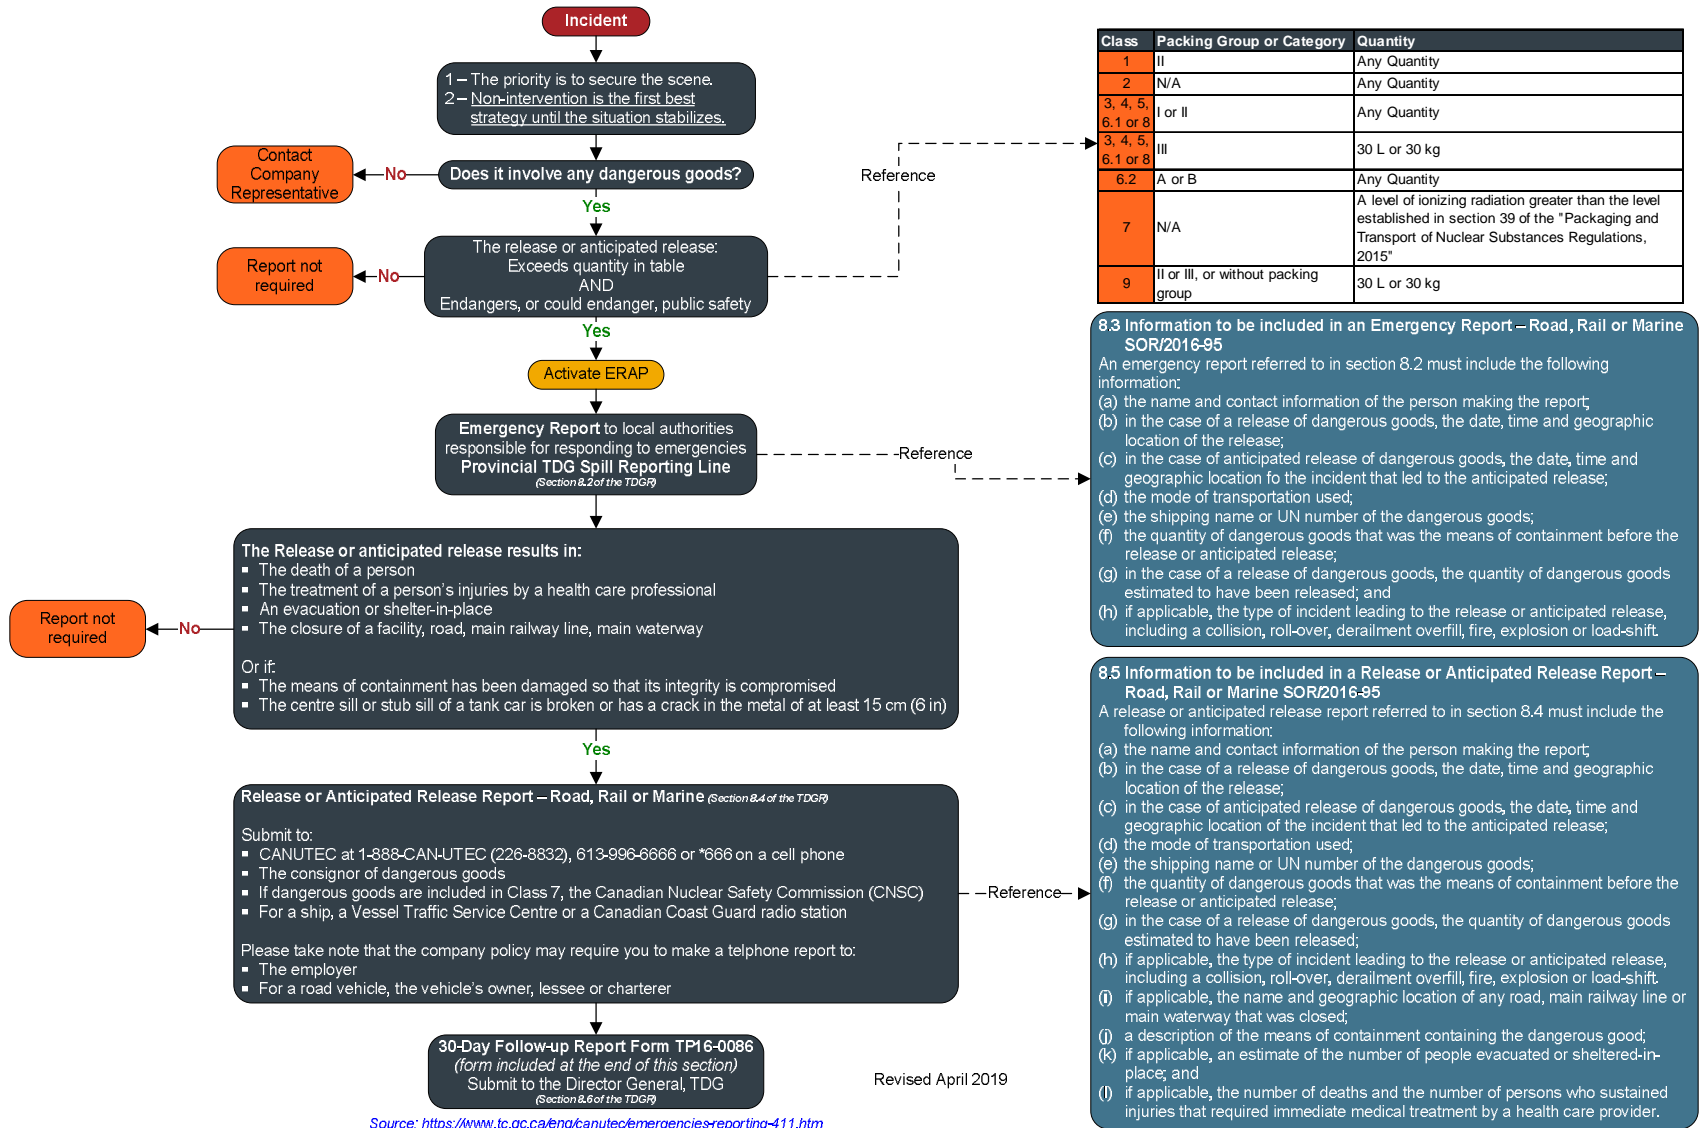 Incident
1 – The priority is to secure the scene.
2 – Non-intervention is the first best
strategy until the situation stabilizes.
Does it involve any dangerous goods?
No
Contact
Company
Representative
Yes
The release or anticipated release:
Exceeds quantity in table
AND
Endangers, or could endanger, public safety
No
Report not
required
Reference
Yes
Activate ERAP
Emergency Report to local authorities
responsible for responding to emergencies
Provincial TDG Spill Reporting Line
(Section 8.2 of the TDGR)
Reference
The Release or anticipated release results in:
▪ The death of a person
▪ The treatment of a person's injuries by a health care professional
▪ An evacuation or shelter-in-place
▪ The closure of a facility, road, main railway line, main waterway
Or if:
▪ The means of containment has been damaged so that its integrity is compromised
▪ The centre sill or stub sill of a tank car is broken or has a crack in the metal of at least 15 cm (6 in)
No
Report not
required
Yes
Release or Anticipated Release Report – Road, Rail or Marine (Section 8.4 of the TDGR)
Submit to:
▪ CANUTEC at 1-888-CAN-UTEC (226-8832), 613-996-6666 or *666 on a cell phone
▪ The consignor of dangerous goods
▪ If dangerous goods are included in Class 7, the Canadian Nuclear Safety Commission (CNSC)
▪ For a ship, a Vessel Traffic Service Centre or a Canadian Coast Guard radio station
Please take note that the company policy may require you to make a telphone report to:
▪ The employer
▪ For a road vehicle, the vehicle's owner, lessee or charterer
Reference
30-Day Follow-up Report Form TP16-0086
(form included at the end of this section)
Submit to the Director General, TDG
(Section 8.6 of the TDGR)
Revised April 2019
Source: https://www.tc.gc.ca/eng/canutec/emergencies-reporting-411.htm
Class Packing Group or Category Quantity
1 II Any Quantity
2 N/A Any Quantity
3, 4, 5,
6.1 or 8 I or II Any Quantity
3, 4, 5,
6.1 or 8 III 30 L or 30 kg
6.2 A or B Any Quantity
7 N/A A level of ionizing radiation greater than the level
established in section 39 of the "Packaging and
Transport of Nuclear Substances Regulations,
2015"
9 II or III, or without packing
group 30 L or 30 kg
8.3 Information to be included in an Emergency Report – Road, Rail or Marine
SOR/2016-95
An emergency report referred to in section 8.2 must include the following
information:
(a) the name and contact information of the person making the report;
(b) in the case of a release of dangerous goods, the date, time and geographic
location of the release;
(c) in the case of anticipated release of dangerous goods, the date, time and
geographic location fo the incident that led to the anticipated release;
(d) the mode of transportation used;
(e) the shipping name or UN number of the dangerous goods;
(f) the quantity of dangerous goods that was the means of containment before the
release or anticipated release;
(g) in the case of a release of dangerous goods, the quantity of dangerous goods
estimated to have been released; and
(h) if applicable, the type of incident leading to the release or anticipated release,
including a collision, roll-over, derailment overfill, fire, explosion or load-shift.
8.5 Information to be included in a Release or Anticipated Release Report –
Road, Rail or Marine SOR/2016-95
A release or anticipated release report referred to in section 8.4 must include the
following information:
(a) the name and contact information of the person making the report;
(b) in the case of a release of dangerous goods, the date, time and geographic
location of the release;
(c) in the case of anticipated release of dangerous goods, the date, time and
geographic location of the incident that led to the anticipated release;
(d) the mode of transportation used;
(e) the shipping name or UN number of the dangerous goods;
(f) the quantity of dangerous goods that was the means of containment before the
release or anticipated release;
(g) in the case of a release of dangerous goods, the quantity of dangerous goods
estimated to have been released;
(h) if applicable, the type of incident leading to the release or anticipated release,
including a collision, roll-over, derailment overfill, fire, explosion or load-shift.
(i) if applicable, the name and geographic location of any road, main railway line or
main waterway that was closed;
(j) a description of the means of containment containing the dangerous good;
(k) if applicable, an estimate of the number of people evacuated or sheltered-in-
place; and
(l) if applicable, the number of deaths and the number of persons who sustained
injuries that required immediate medical treatment by a health care provider.